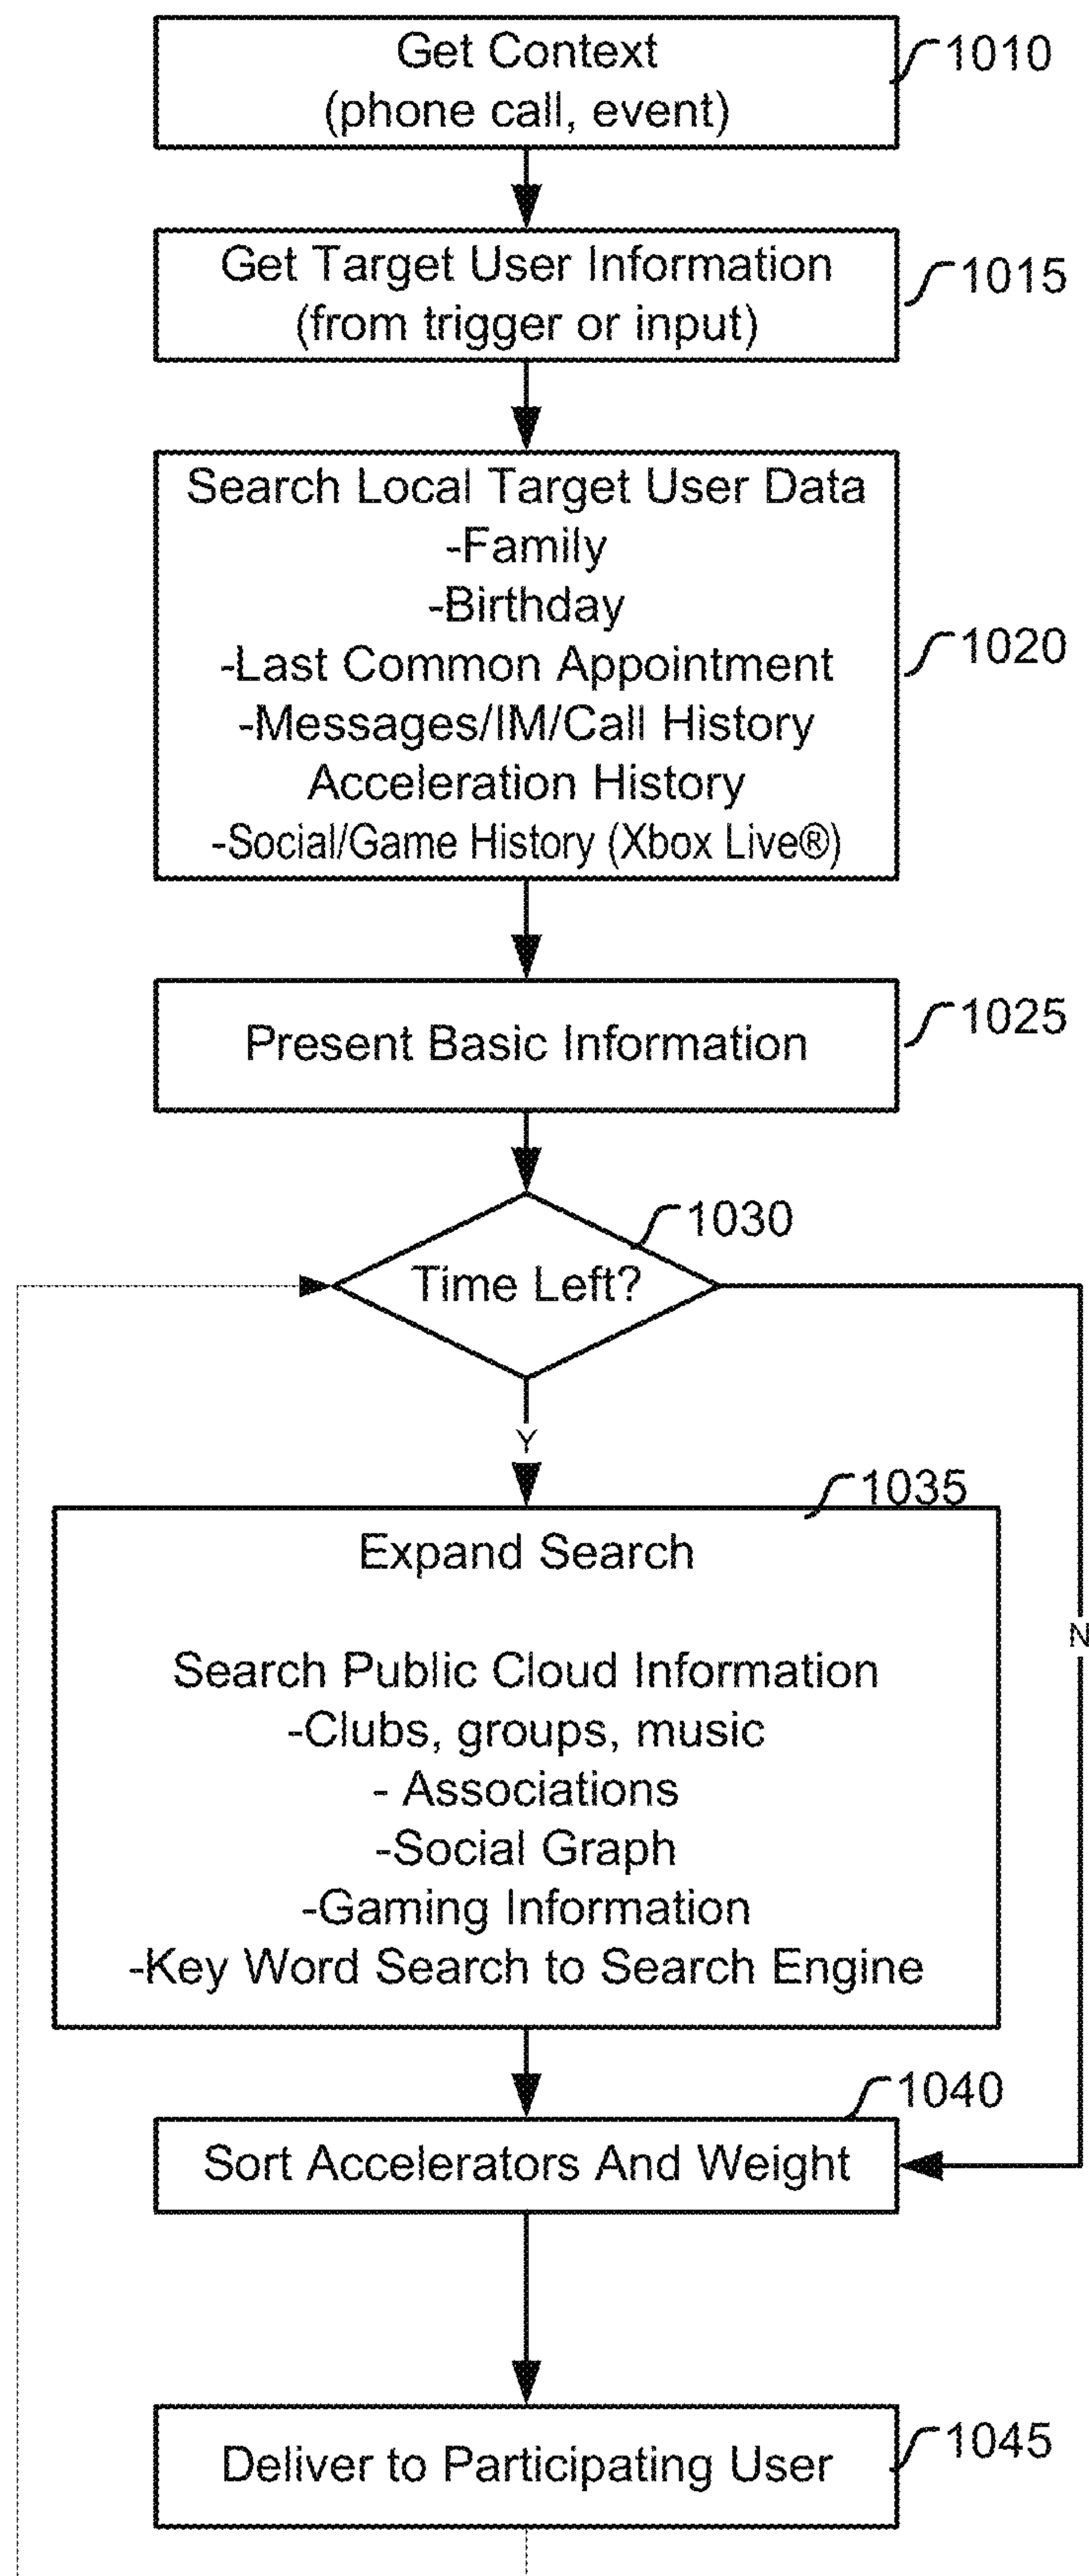 Get Context
(phone call, event)
1010
Get Target User Information
(from trigger or input)
1015
Search Local Target User Data
-Family
-Birthday
-Last Common Appointment
-Messages/IM/Call History
Acceleration History
-Social/Game History (Xbox Live®)
1020
Present Basic Information
1025
1030
Time Left?
Y
N
1035
Expand Search
Search Public Cloud Information
-Clubs, groups, music
- Associations
-Social Graph
-Gaming Information
-Key Word Search to Search Engine
1040
Sort Accelerators And Weight
Deliver to Participating User
1045